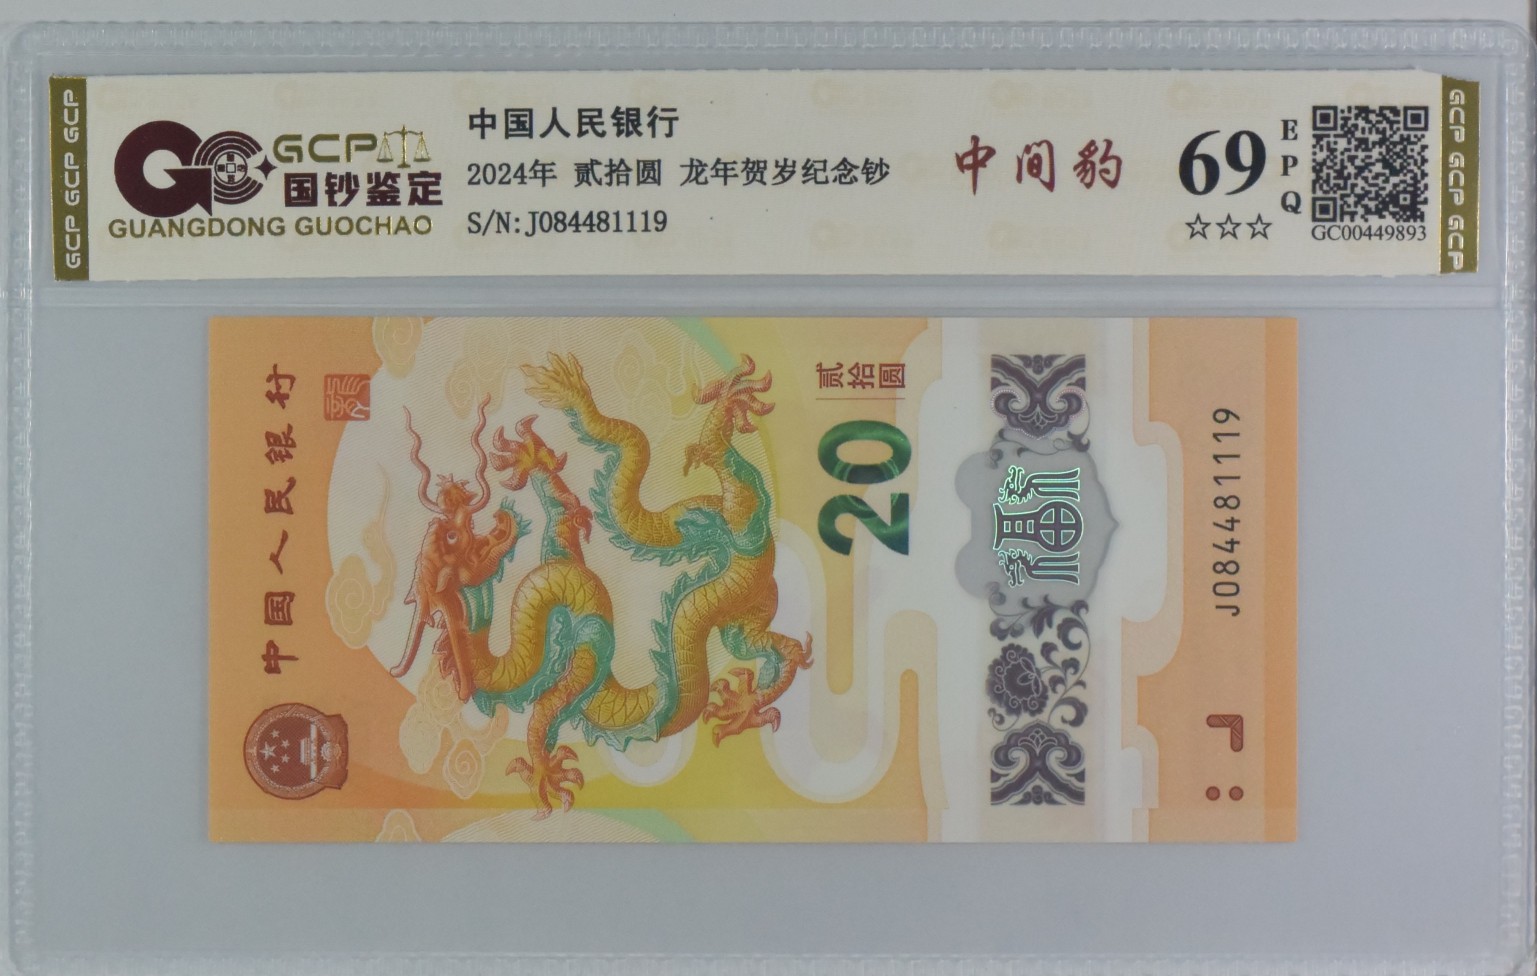 GCP GCP GCP
GCP
国钞鉴定
GUANGDONG GUOCHAO
中国人民银行
2024年 贰拾圆 龙年贺岁纪念钞
S/N:J084481119
中间豹
69
EPQ
☆☆☆
GC00449893
GCP GCP GCP
中国人民银行
贰拾圆
20
J084481119